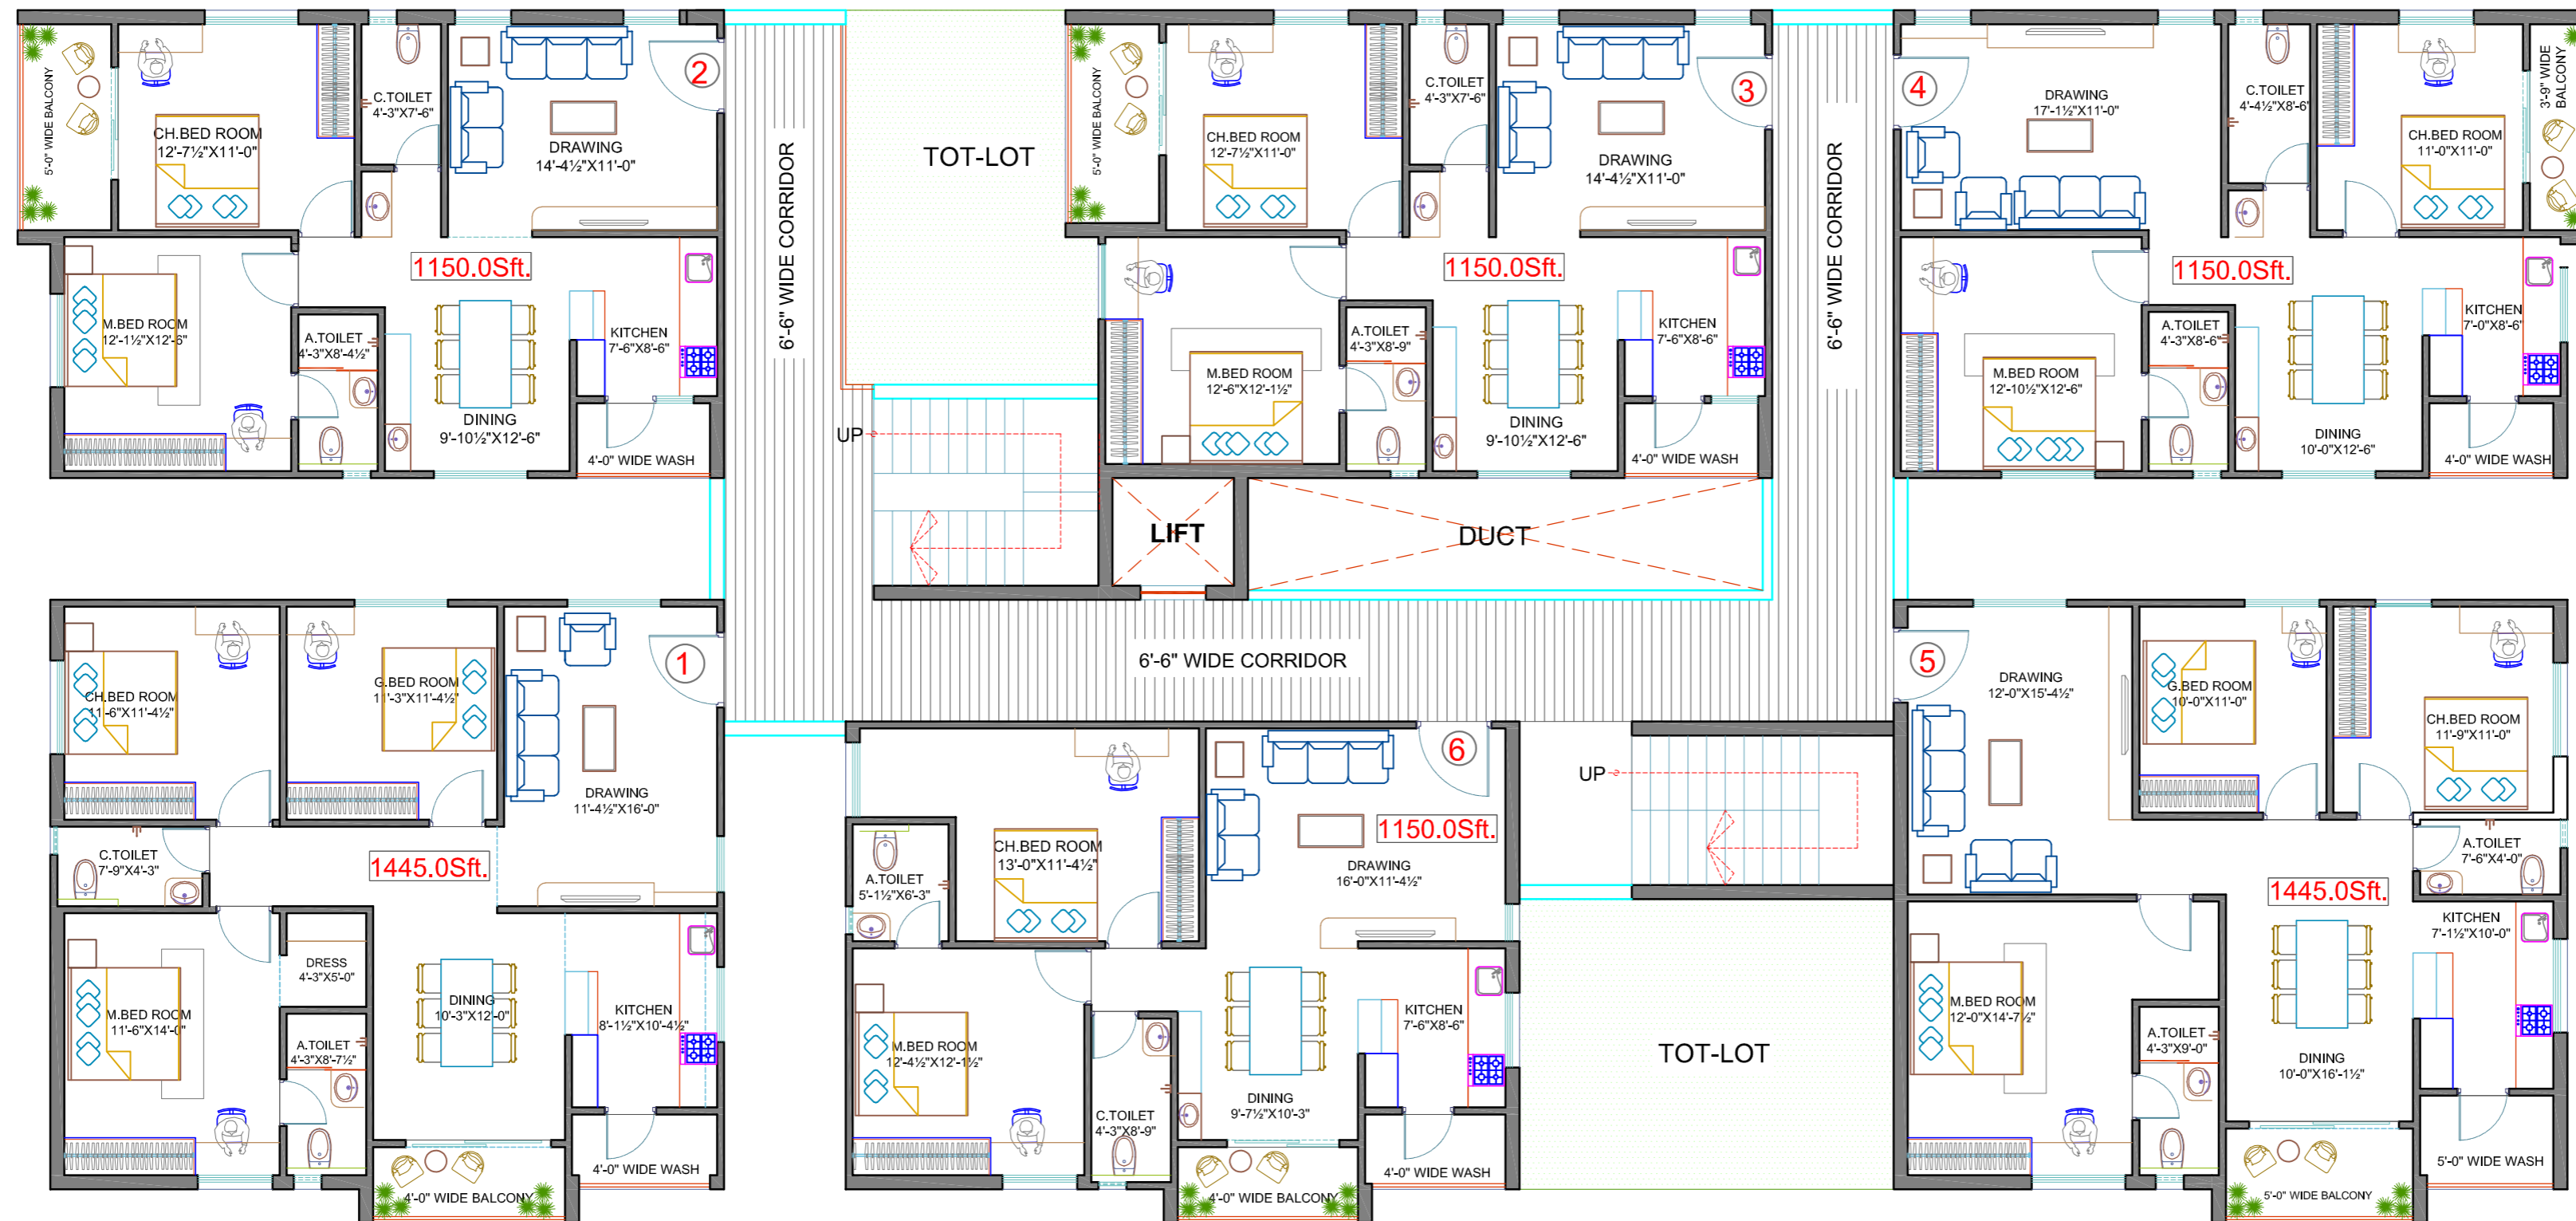 5'-0" WIDE BALCONY
CH.BED ROOM
12'-7½"X11'-0"
C.TOILET
4'-3"X7'-6"
DRAWING
14'-4½"X11'-0"
2
1150.0Sft.
M.BED ROOM
12'-1½"X12'-6"
A.TOILET
4'-3"X8'-4½"
DINING
9'-10½"X12'-6"
KITCHEN
7'-6"X8'-6"
4'-0" WIDE WASH
6'-6" WIDE CORRIDOR
TOT-LOT
UP
5'-0" WIDE BALCONY
CH.BED ROOM
12'-7½"X11'-0"
C.TOILET
4'-3"X7'-6"
DRAWING
14'-4½"X11'-0"
3
1150.0Sft.
M.BED ROOM
12'-6"X12'-1½"
A.TOILET
4'-3"X8'-9"
DINING
9'-10½"X12'-6"
KITCHEN
7'-6"X8'-6"
4'-0" WIDE WASH
LIFT
DUCT
6'-6" WIDE CORRIDOR
4
DRAWING
17'-1½"X11'-0"
C.TOILET
4'-4½"X8'-6"
CH.BED ROOM
11'-0"X11'-0"
3'-9" WIDE
BALCONY
1150.0Sft.
M.BED ROOM
12'-10½"X12'-6"
A.TOILET
4'-3"X8'-6"
DINING
10'-0"X12'-6"
KITCHEN
7'-0"X8'-6"
4'-0" WIDE WASH
CH.BED ROOM
11'-6"X11'-4½"
G.BED ROOM
11'-3"X11'-4½"
1
DRAWING
11'-4½"X16'-0"
C.TOILET
7'-9"X4'-3"
1445.0Sft.
M.BED ROOM
11'-6"X14'-0"
DRESS
4'-3"X5'-0"
A.TOILET
4'-3"X8'-7½"
DINING
10'-3"X12'-0"
KITCHEN
8'-1½"X10'-4½"
4'-0" WIDE WASH
4'-0" WIDE BALCONY
6'-6" WIDE CORRIDOR
6
CH.BED ROOM
13'-0"X11'-4½"
A.TOILET
5'-1½"X6'-3"
1150.0Sft.
DRAWING
16'-0"X11'-4½"
M.BED ROOM
12'-4½"X12'-1½"
C.TOILET
4'-3"X8'-9"
DINING
9'-7½"X10'-3"
KITCHEN
7'-6"X8'-6"
4'-0" WIDE WASH
4'-0" WIDE BALCONY
UP
TOT-LOT
5
DRAWING
12'-0"X15'-4½"
G.BED ROOM
10'-0"X11'-0"
CH.BED ROOM
11'-9"X11'-0"
A.TOILET
7'-6"X4'-0"
1445.0Sft.
KITCHEN
7'-1½"X10'-0"
M.BED ROOM
12'-0"X14'-7½"
A.TOILET
4'-3"X9'-0"
DINING
10'-0"X16'-1½"
5'-0" WIDE WASH
5'-0" WIDE BALCONY